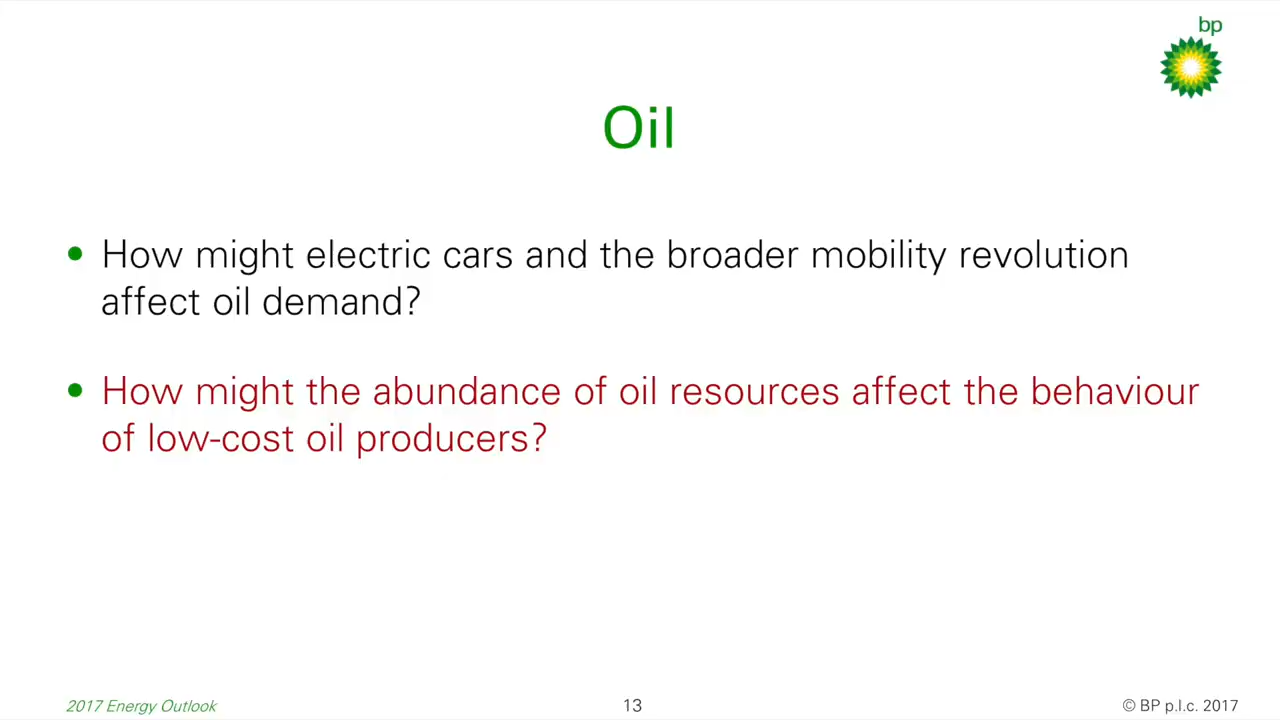 bp
Oil
• How might electric cars and the broader mobility revolution
affect oil demand?
• How might the abundance of oil resources affect the behaviour
of low-cost oil producers?
2017 Energy Outlook
13
© BP p.l.c. 2017